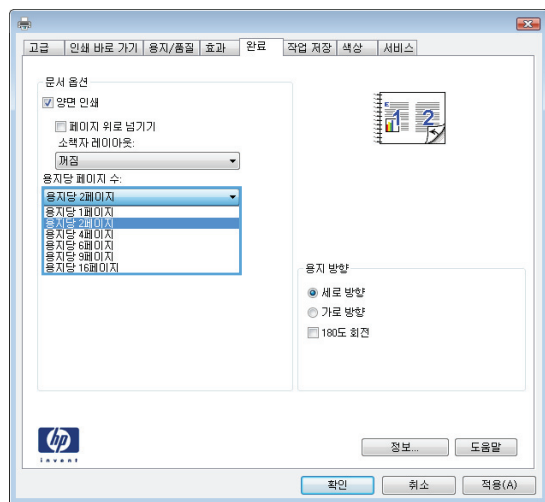 고급 인쇄 바로 가기 용지/품질 효과 완료 작업 저장 색상 서비스
문서 옵션
양면 인쇄
페이지 위로 넘기기
소책자 레이아웃:
꺼짐
용지당 페이지 수:
용지당 2페이지
용지당 1페이지
용지당 2페이지
용지당 4페이지
용지당 6페이지
용지당 9페이지
용지당 16페이지
1 2
용지 방향
세로 방향
가로 방향
180도 회전
hp
invent
정보... 도움말
확인 취소 적용(A)